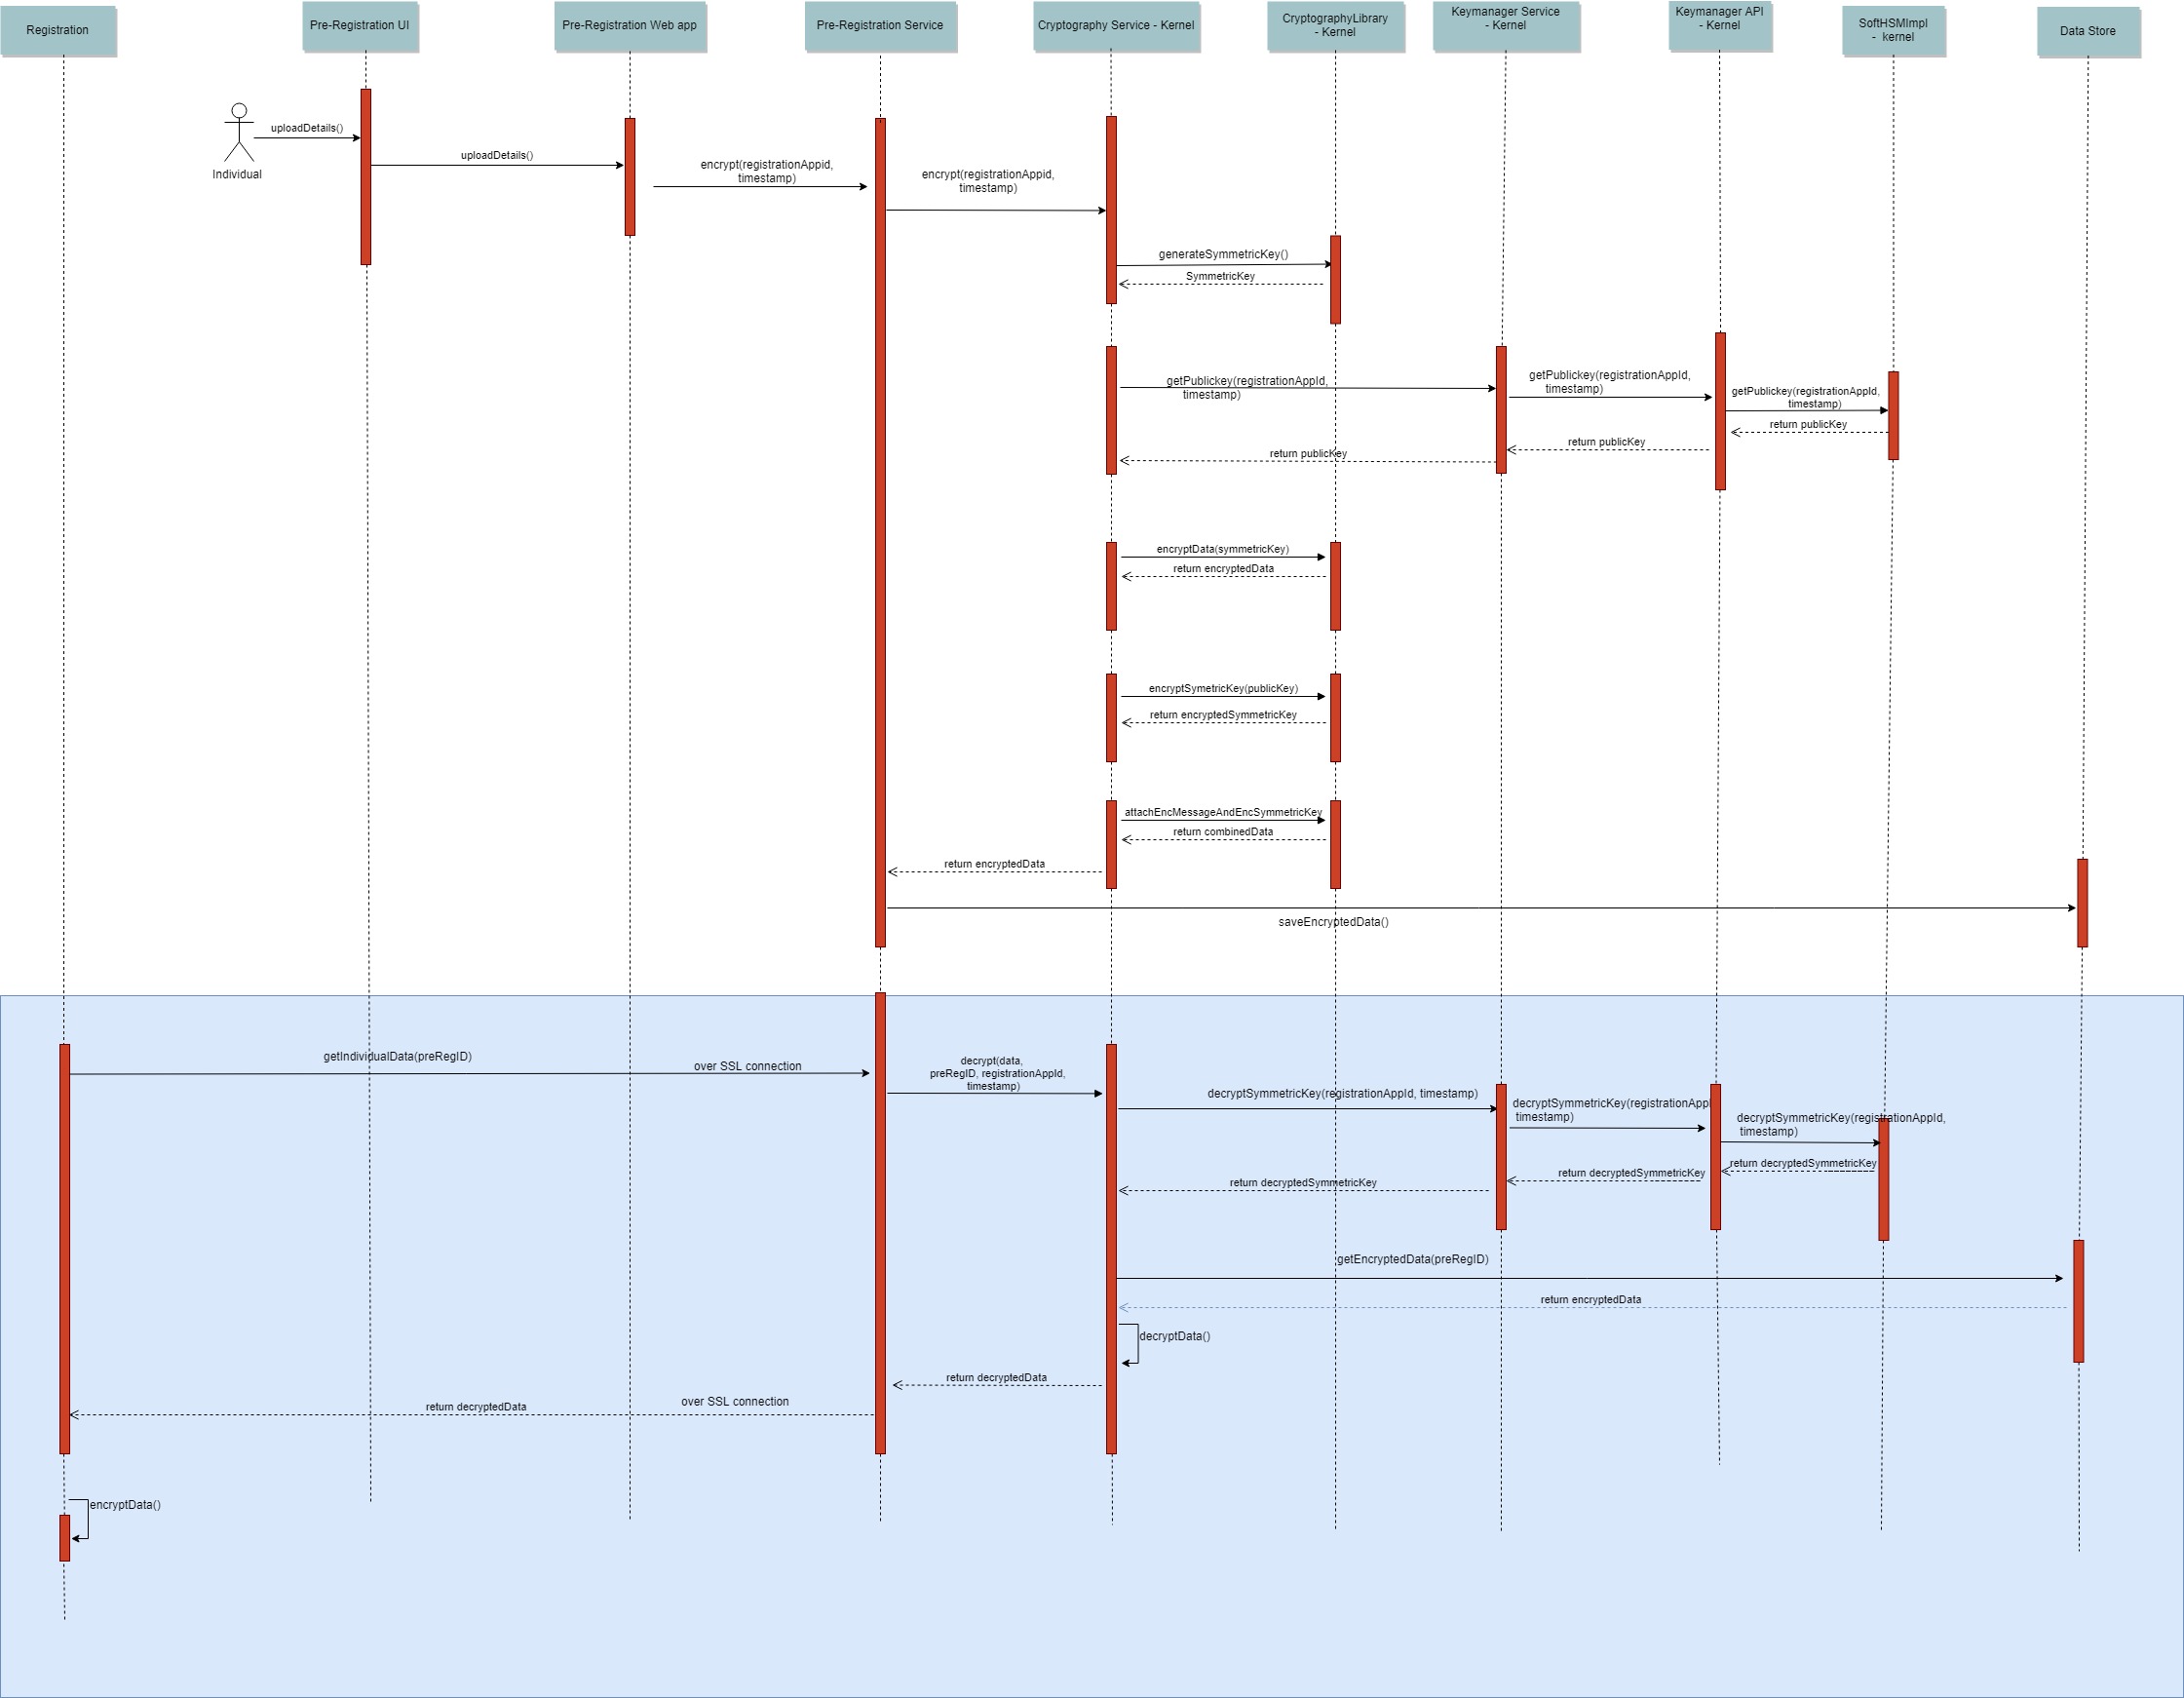 Registration
Pre-Registration UI
Pre-Registration Web app
Pre-Registration Service
Cryptography Service - Kernel
CryptographyLibrary
- Kernel
Keymanager Service
- Kernel
Keymanager API
- Kernel
SoftHSMImpl
- kernel
Data Store
Individual
uploadDetails()
uploadDetails()
encrypt(registrationAppid,
timestamp)
encrypt(registrationAppid,
timestamp)
generateSymmetricKey()
SymmetricKey
getPublickey(registrationAppId,
timestamp)
getPublickey(registrationAppId,
timestamp)
getPublickey(registrationAppId,
timestamp)
return publicKey
return publicKey
return publicKey
encryptData(symmetricKey)
return encryptedData
encryptSymetricKey(publicKey)
return encryptedSymmetricKey
attachEncMessageAndEncSymmetricKey
return combinedData
return encryptedData
saveEncryptedData()
getIndividualData(preRegID)
over SSL connection
decrypt(data,
preRegID, registrationAppId,
timestamp)
decryptSymmetricKey(registrationAppId, timestamp)
decryptSymmetricKey(registrationAppI
timestamp)
decryptSymmetricKey(registrationAppId,
timestamp)
return decryptedSymmetricKey
return decryptedSymmetricKey
return decryptedSymmetricKey
getEncryptedData(preRegID)
return encryptedData
decryptData()
return decryptedData
over SSL connection
return decryptedData
encryptData()